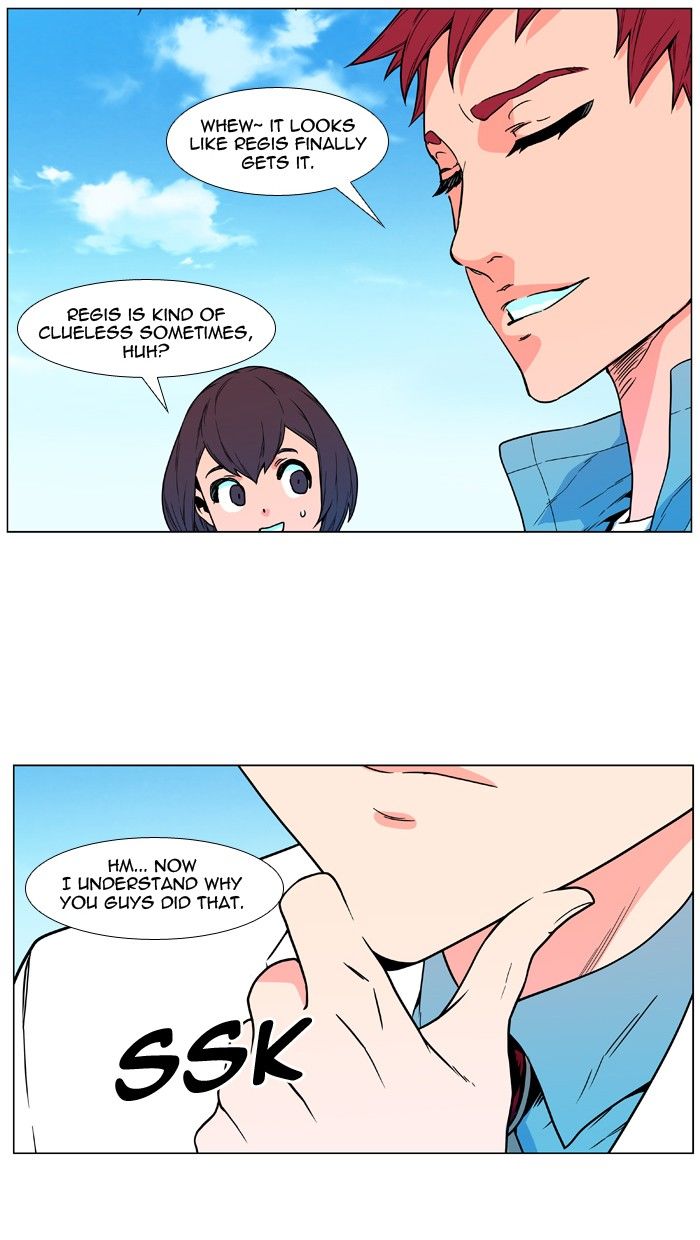 WHEW~ IT LOOKS
LIKE REGIS FINALLY
GETS IT.
REGIS IS KIND OF
CLUELESS SOMETIMES,
HUH?
HM... NOW
I UNDERSTAND WHY
YOU GUYS DID THAT.
SSK